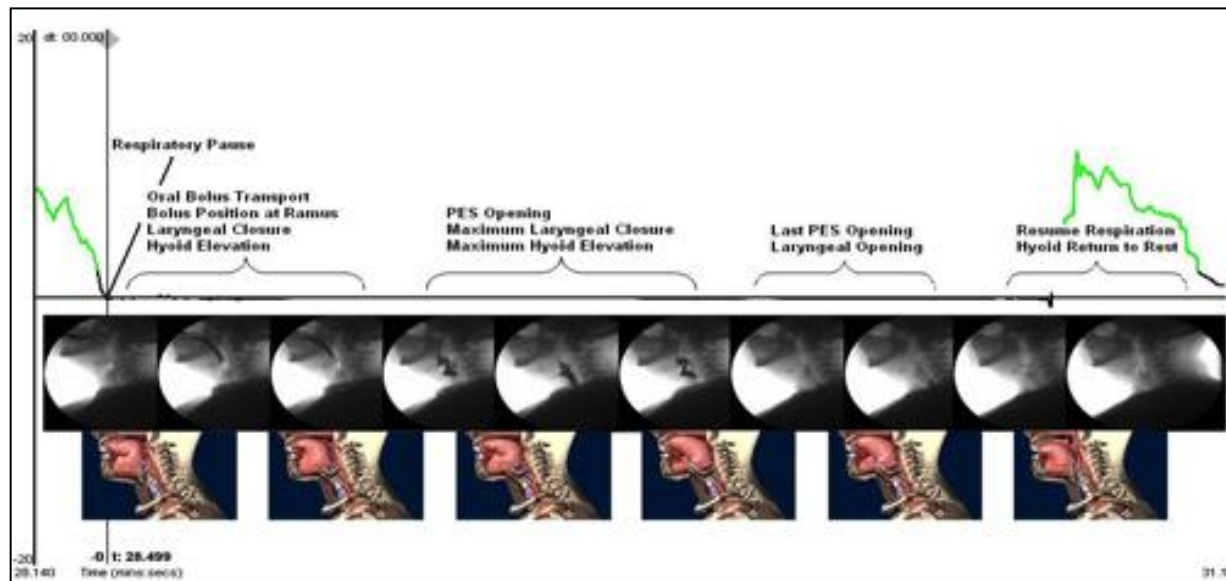 20 dt: 00.000
Respiratory Pause
Oral Bolus Transport
Bolus Position at Ramus
Laryngeal Closure
Hyoid Elevation
PES Opening
Maximum Laryngeal Closure
Maximum Hyoid Elevation
Last PES Opening
Laryngeal Opening
Resume Respiration
Hyoid Return to Rest
-20
-0 t: 28.499
28.140 Time (mins:secs)